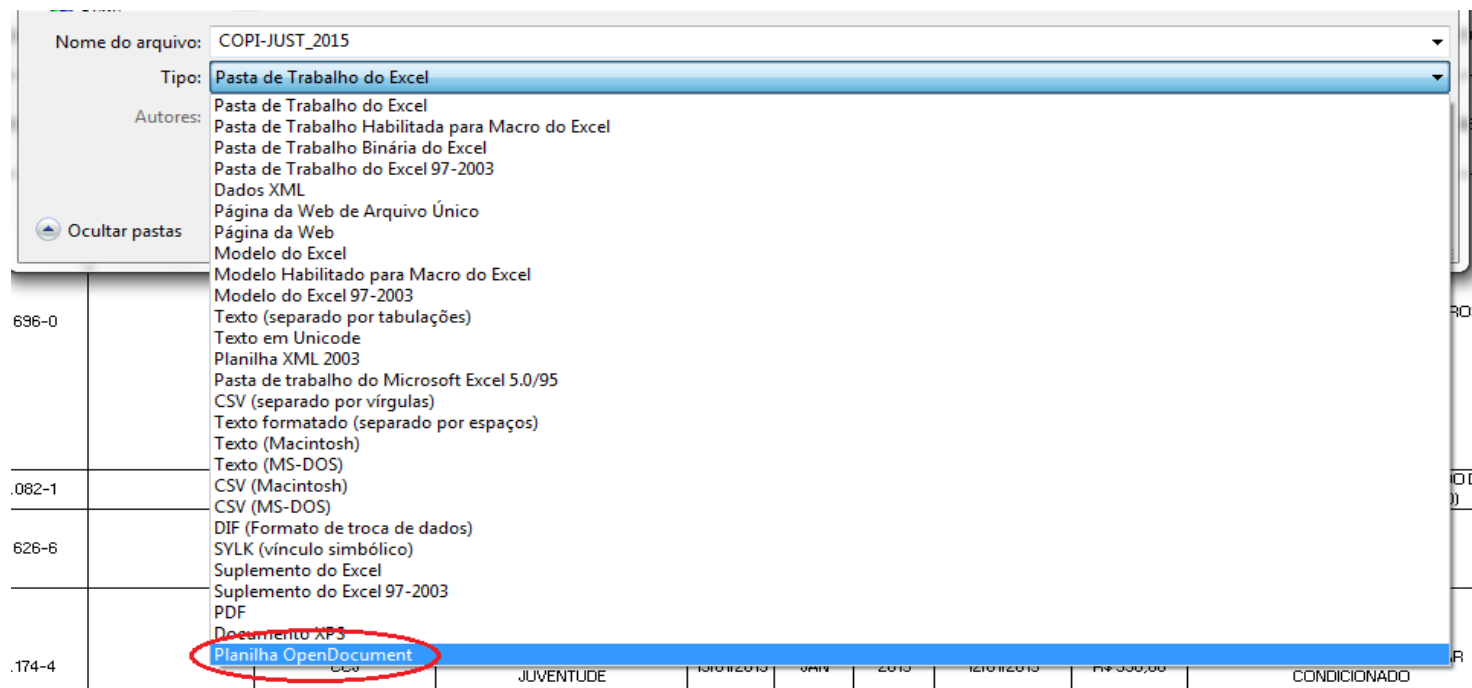 Nome do arquivo: COPI-JUST_2015
Tipo: Pasta de Trabalho do Excel
Autores:
Pasta de Trabalho do Excel
Pasta de Trabalho Habilitada para Macro do Excel
Pasta de Trabalho Binária do Excel
Pasta de Trabalho do Excel 97-2003
Dados XML
Página da Web de Arquivo Único
Página da Web
Modelo do Excel
Modelo Habilitado para Macro do Excel
Modelo do Excel 97-2003
Texto (separado por tabulações)
Texto em Unicode
Planilha XML 2003
Pasta de trabalho do Microsoft Excel 5.0/95
CSV (separado por vírgulas)
Texto formatado (separado por espaços)
Texto (Macintosh)
Texto (MS-DOS)
CSV (Macintosh)
CSV (MS-DOS)
DIF (Formato de troca de dados)
SYLK (vínculo simbólico)
Suplemento do Excel
Suplemento do Excel 97-2003
PDF
Documento XPS
Planilha OpenDocument
Ocultar pastas
696-0
.082-1
626-6
.174-4
JAN 2015
JUVENTUDE
CONDICIONADO